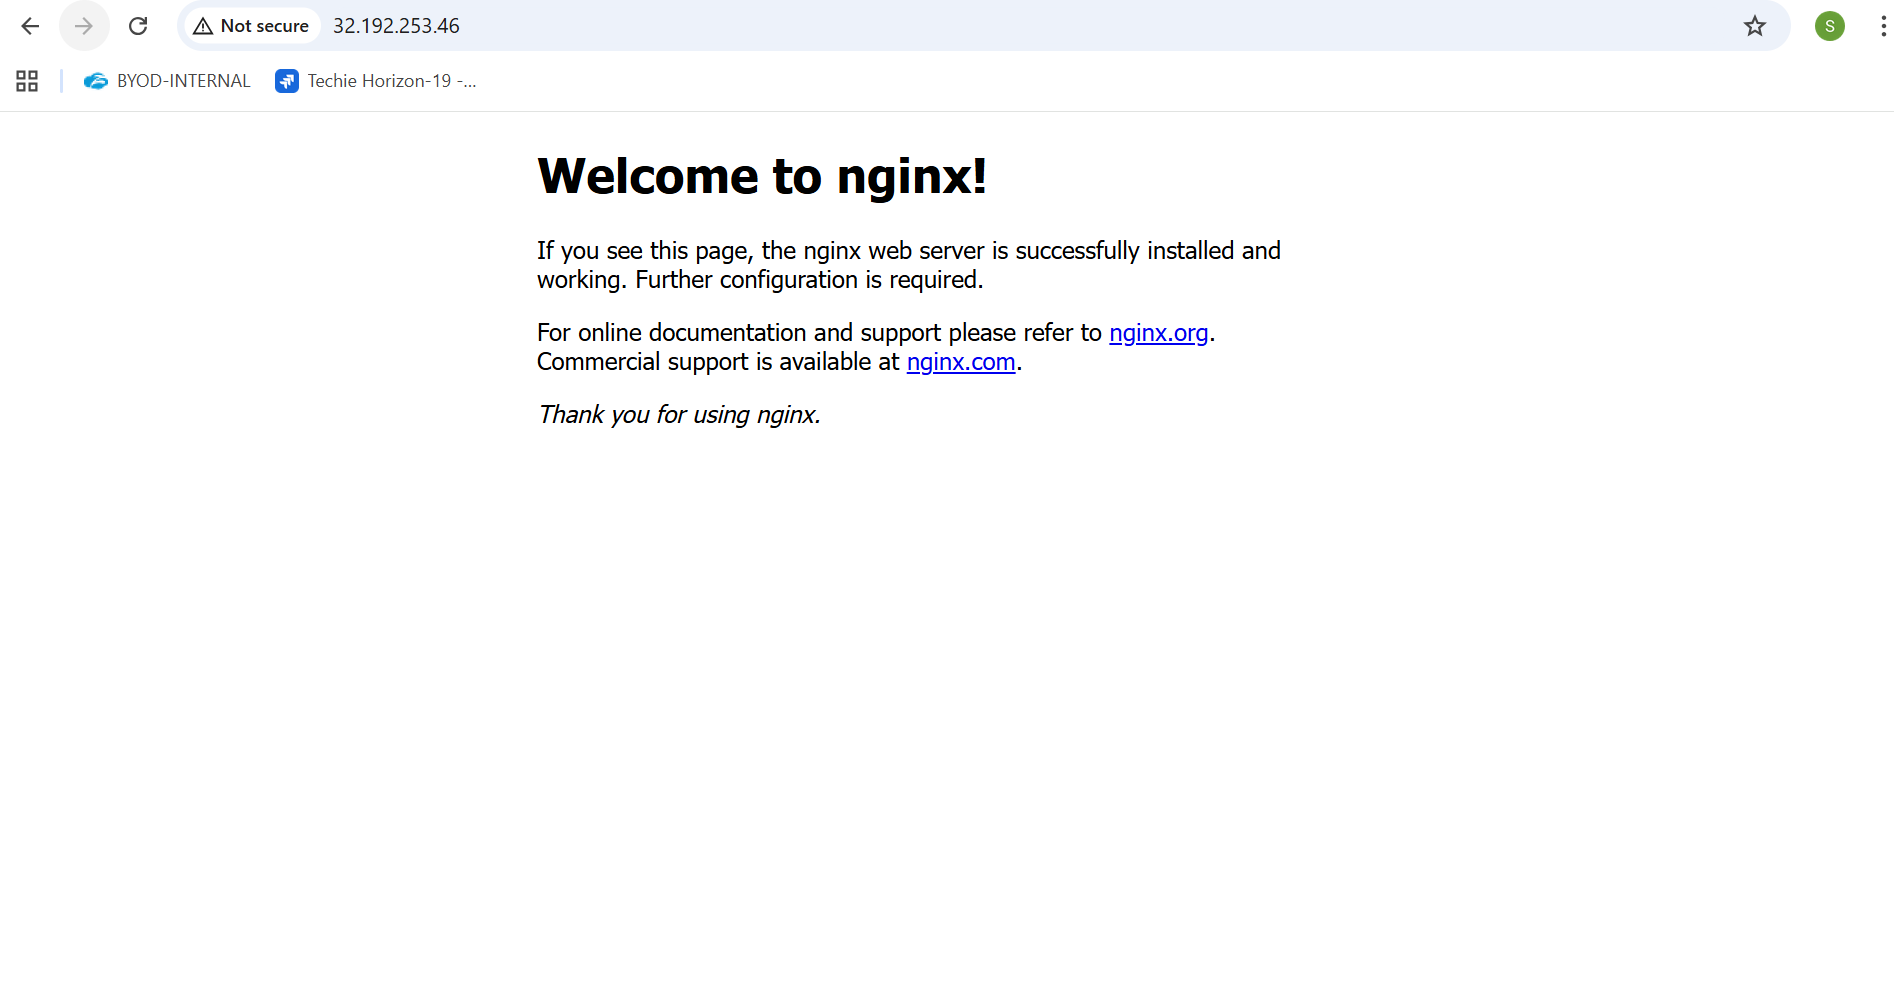 Not secure 32.192.253.46
S
BYOD-INTERNAL Techie Horizon-19 -...
Welcome to nginx!
If you see this page, the nginx web server is successfully installed and
working. Further configuration is required.
For online documentation and support please refer to nginx.org.
Commercial support is available at nginx.com.
Thank you for using nginx.